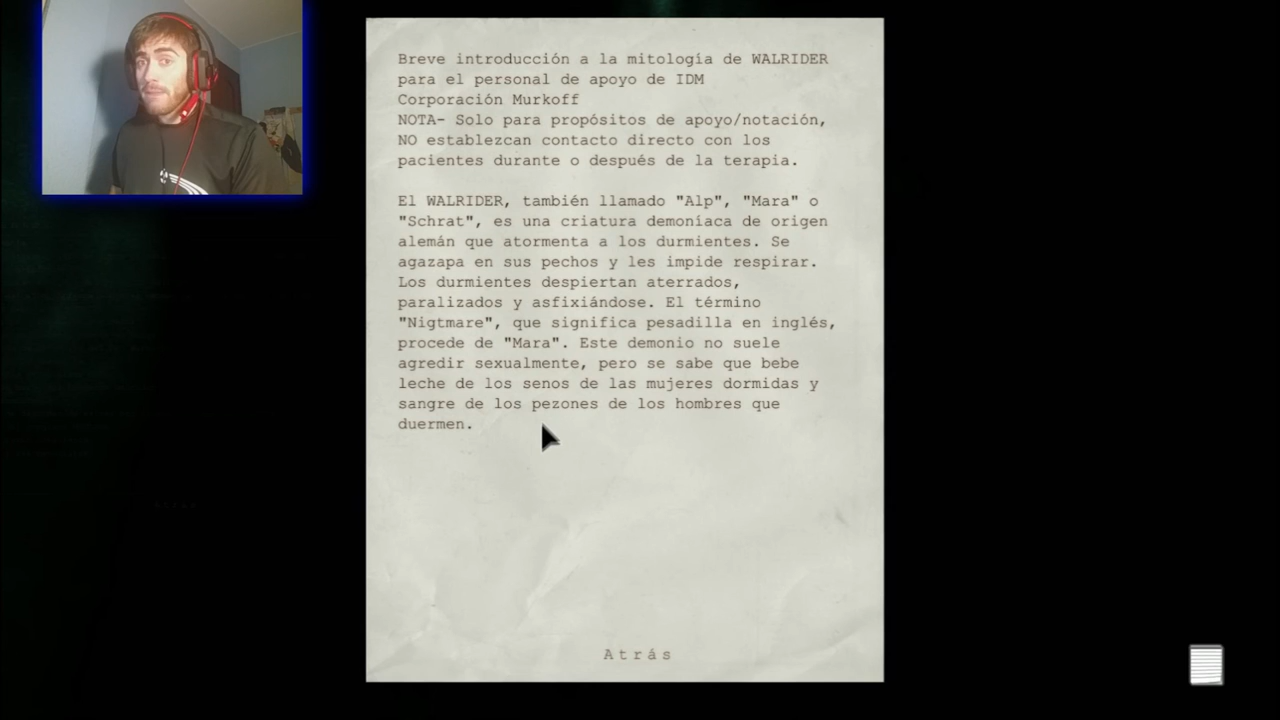 Breve introducción a la mitología de WALRIDER
para el personal de apoyo de IDM
Corporación Murkoff
NOTA- Solo para propósitos de apoyo/notación,
NO establezcan contacto directo con los
pacientes durante o después de la terapia.
El WALRIDER, también llamado "Alp", "Mara" o
"Schrat", es una criatura demoníaca de origen
alemán que atormenta a los durmientes. Se
agazapa en sus pechos y les impide respirar.
Los durmientes despiertan aterrados,
paralizados y asfixiándose. El término
"Nigtmare", que significa pesadilla en inglés,
procede de "Mara". Este demonio no suele
agredir sexualmente, pero se sabe que bebe
leche de los senos de las mujeres dormidas y
sangre de los pezones de los hombres que
duermen.
Atrás